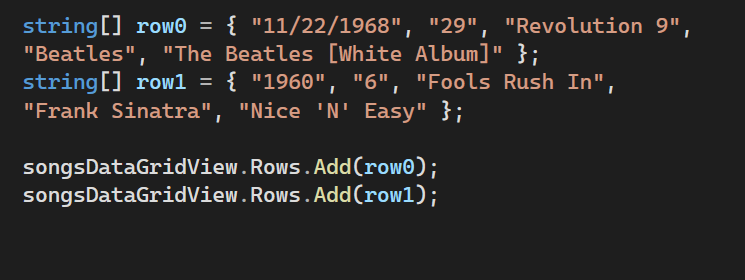 string[] row0 = { "11/22/1968", "29", "Revolution 9",
"Beatles", "The Beatles [White Album]" };
string[] row1 = { "1960", "6", "Fools Rush In",
"Frank Sinatra", "Nice 'N' Easy" };
songsDataGridView.Rows.Add(row0);
songsDataGridView.Rows.Add(row1);